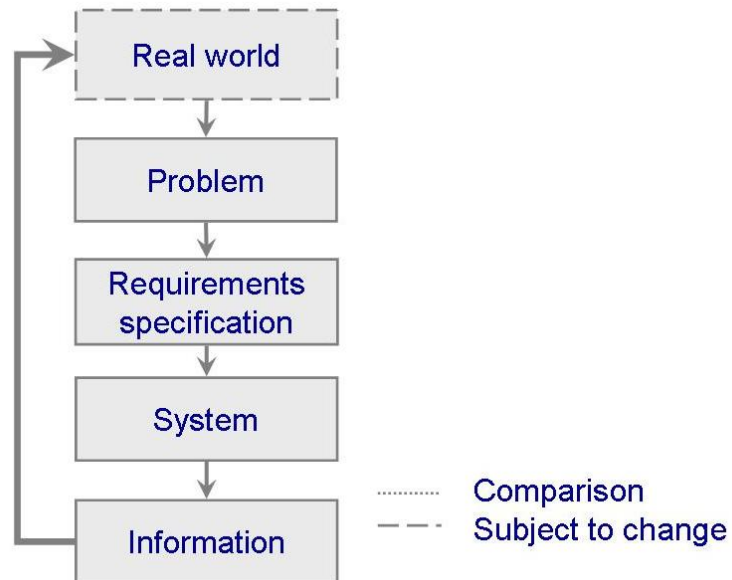 Real world
Problem
Requirements
specification
System
Information
Comparison
Subject to change